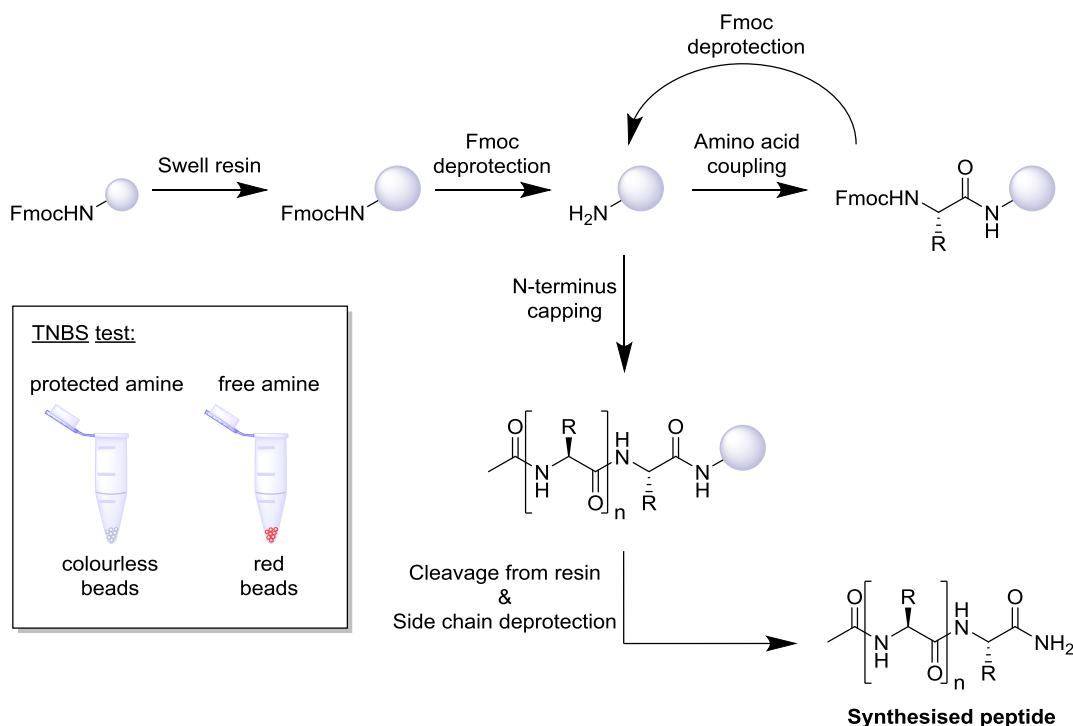 Fmoc
deprotection
Swell resin
Fmoc
deprotection
Amino acid
coupling
FmocHN
FmocHN
H₂N
FmocHN
O
N
H
R
N-terminus
capping
TNBS test:
protected amine
free amine
colourless
beads
red
beads
O
N
H
R
O
n
H
N
R
O
N
H
Cleavage from resin
&
Side chain deprotection
O
N
H
R
O
n
H
N
R
O
NH₂
Synthesised peptide